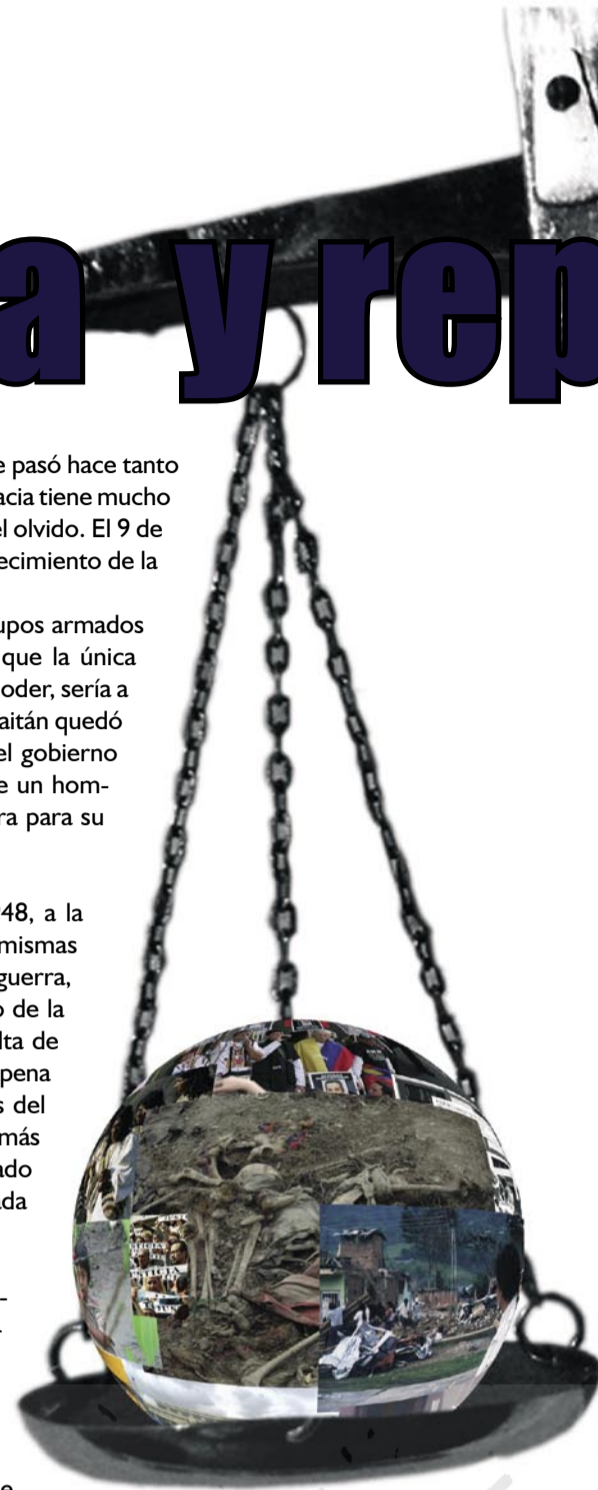 a y rep
e pasó hace tanto
acia tiene mucho
el olvido. El 9 de
ecimiento de la
upos armados
que la única
oder, sería a
aitán quedó
el gobierno
e un hom-
ra para su
48, a la
mismas
guerra,
o de la
lta de
pena
s del
más
ado
ada
JUSTICIA